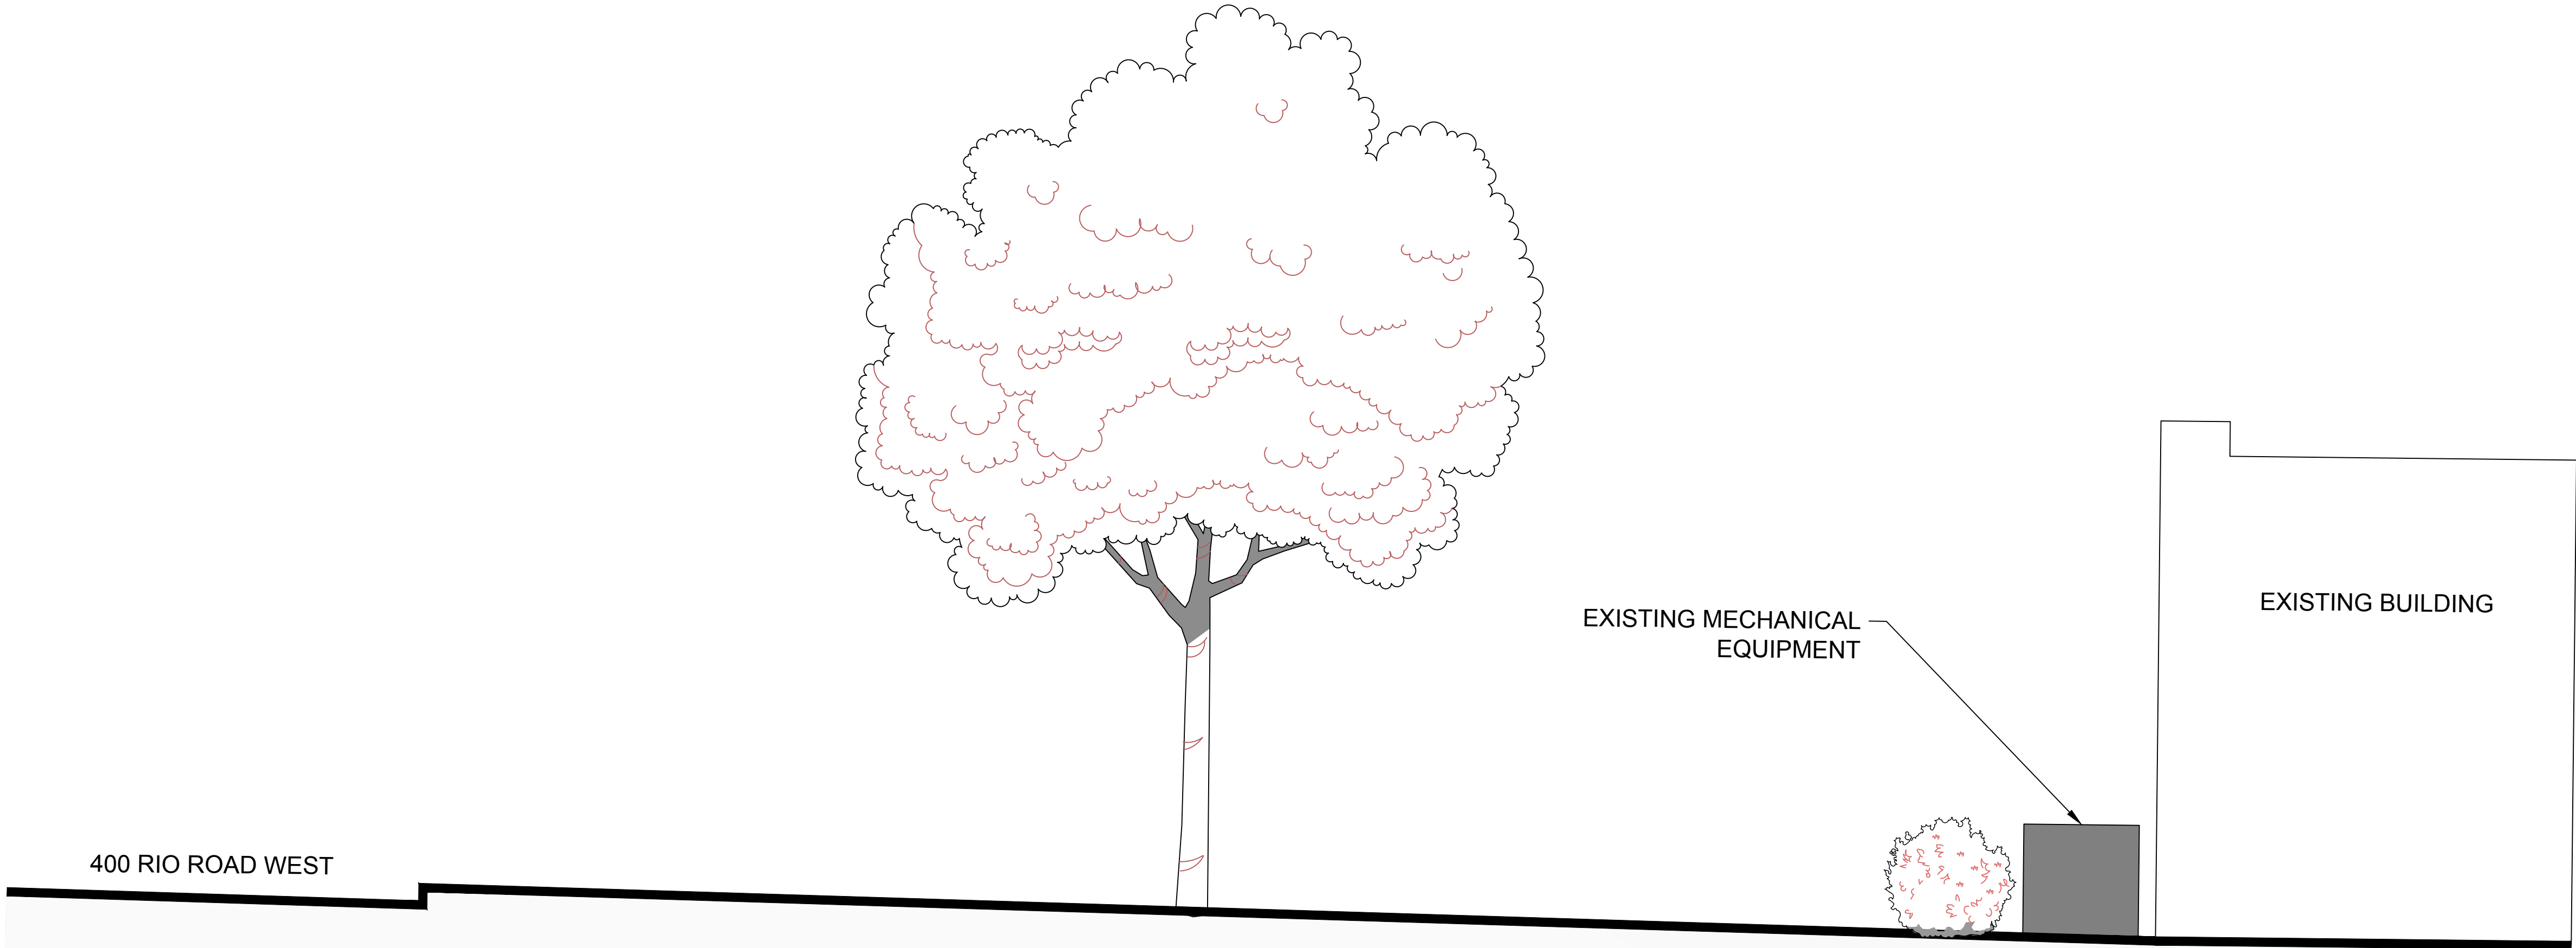 EXISTING BUILDING
EXISTING MECHANICAL
EQUIPMENT
400 RIO ROAD WEST